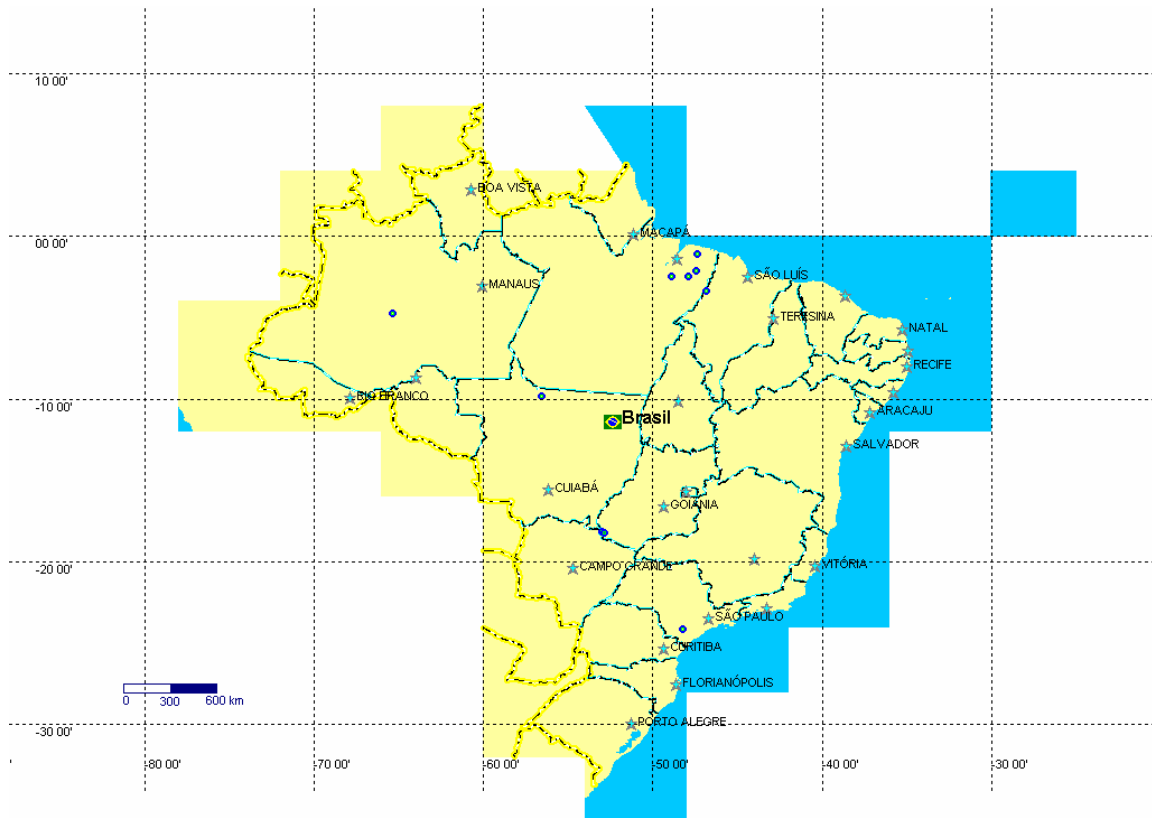 10 00'
BOA VISTA
00 00'
MACAPÁ
SÃO LUÍS
MANAUS
TERESINA
NATAL
RECIFE
-10 00'
RIO BRANCO
Brasil
ARACAJU
SALVADOR
CUIABÁ
GOIÂNIA
-20 00'
CAMPO GRANDE
VITÓRIA
SÃO PAULO
CURITIBA
FLORIANÓPOLIS
0 300 600 km
-30 00'
PORTO ALEGRE
-80 00' -70 00' -60 00' -50 00' -40 00' -30 00'